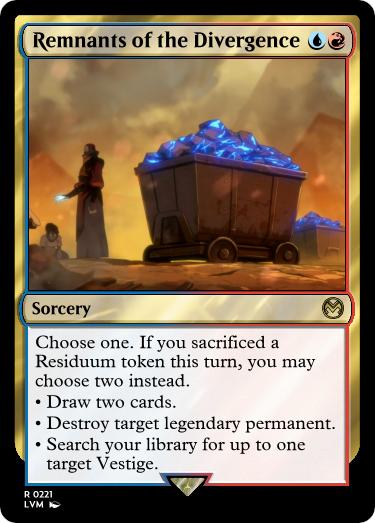 Remnants of the Divergence
Sorcery
Choose one. If you sacrificed a
Residuum token this turn, you may
choose two instead.
• Draw two cards.
• Destroy target legendary permanent.
• Search your library for up to one
target Vestige.
R 0221
LVM